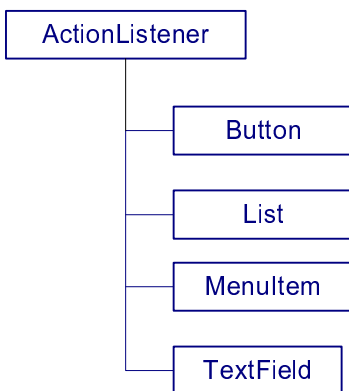 ActionListener
Button
List
MenuItem
TextField